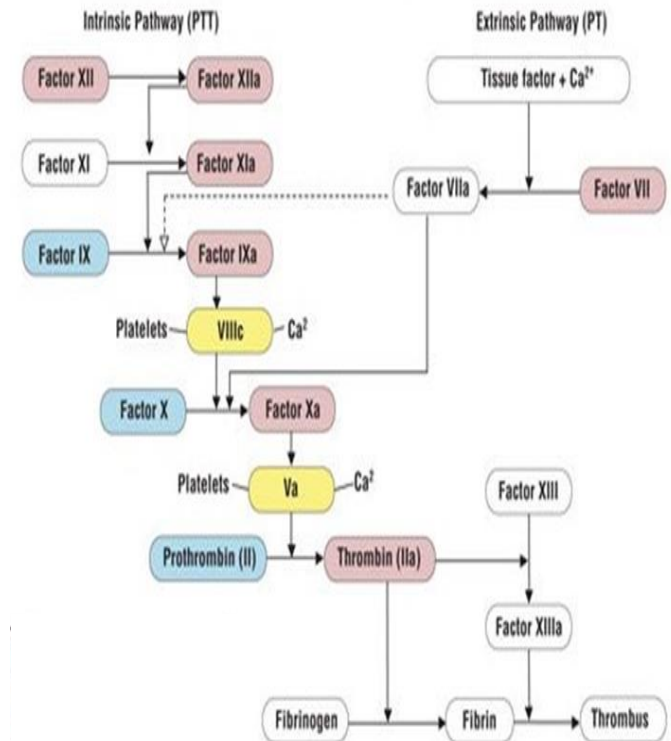 Intrinsic Pathway (PTT)
Extrinsic Pathway (PT)
Factor XII
Factor XIIa
Tissue factor + Ca²⁺
Factor XI
Factor XIa
Factor VIIa
Factor VII
Factor IX
Factor IXa
Platelets
VIIIc
Ca²
Factor X
Factor Xa
Platelets
Va
Ca²
Factor XIII
Prothrombin (II)
Thrombin (IIa)
Factor XIIIa
Fibrinogen
Fibrin
Thrombus